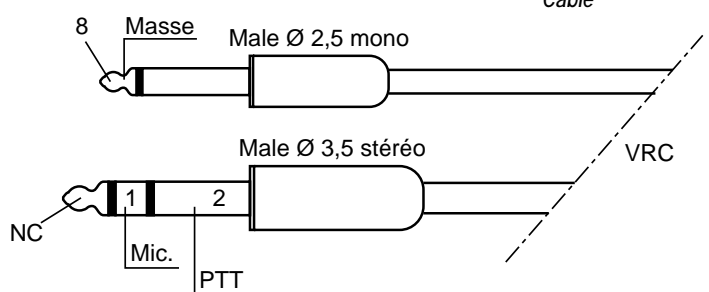 Cable
8 Masse
Male Ø 2,5 mono
Male Ø 3,5 stéréo
VRC
1 2
NC
Mic.
PTT